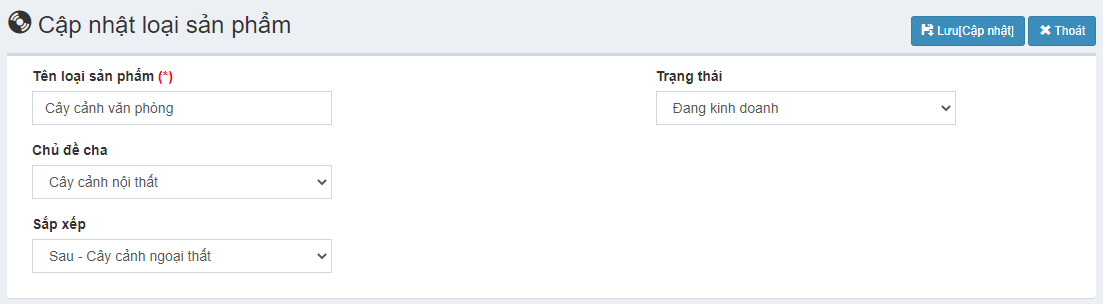 Cập nhật loại sản phẩm
Lưu[Cập nhật] Thoát
Tên loại sản phẩm (*)
Cây cảnh văn phòng
Trạng thái
Đang kinh doanh
Chủ đề cha
Cây cảnh nội thất
Sắp xếp
Sau - Cây cảnh ngoại thất